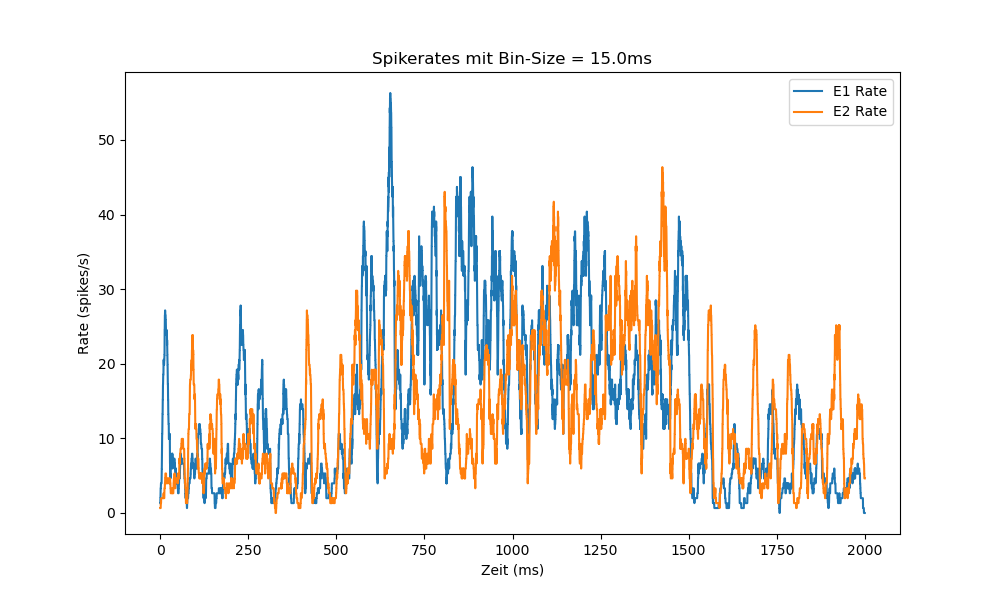 Spikerates mit Bin-Size = 15.0ms
E1 Rate
E2 Rate
Rate (spikes/s)
50
40
30
20
10
0
0 250 500 750 1000 1250 1500 1750 2000
Zeit (ms)